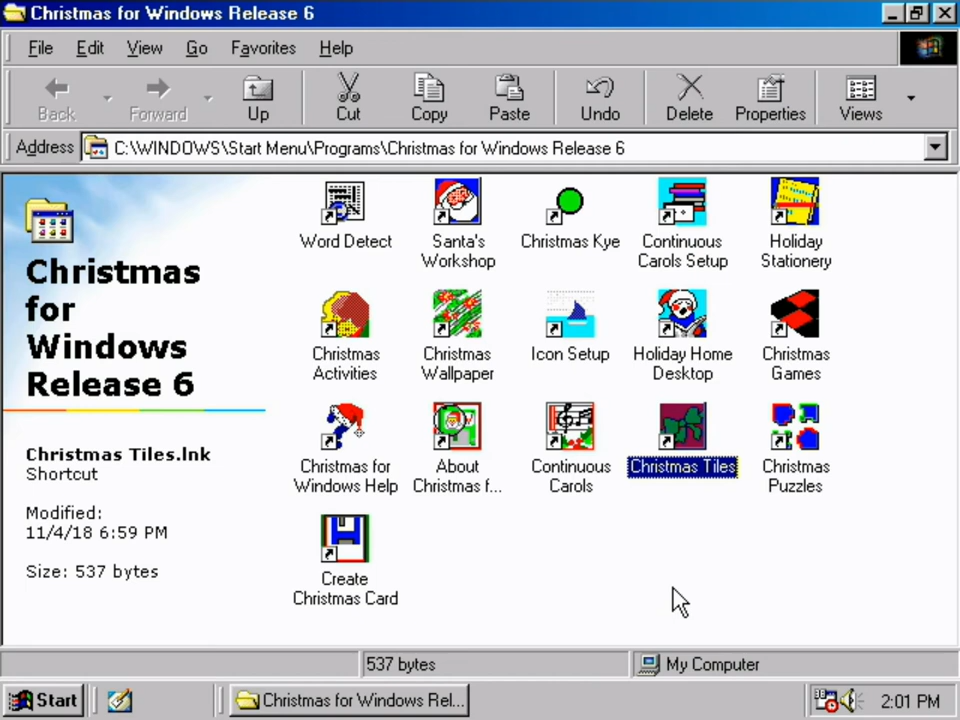 Christmas for Windows Release 6
File Edit View Go Favorites Help
Back Forward Up Cut Copy Paste Undo Delete Properties Views
Address C:\WINDOWS\Start Menu\Programs\Christmas for Windows Release 6
Christmas
for
Windows
Release 6
Christmas Tiles.lnk
Shortcut
Modified:
11/4/18 6:59 PM
Size: 537 bytes
Word Detect
Santa's
Workshop
Christmas Kye
Continuous
Carols Setup
Holiday
Stationery
Christmas
Activities
Christmas
Wallpaper
Icon Setup
Holiday Home
Desktop
Christmas
Games
Christmas for
Windows Help
About
Christmas f...
Continuous
Carols
Christmas Tiles
Christmas
Puzzles
Create
Christmas Card
537 bytes
My Computer
Start
Christmas for Windows Rel...
2:01 PM